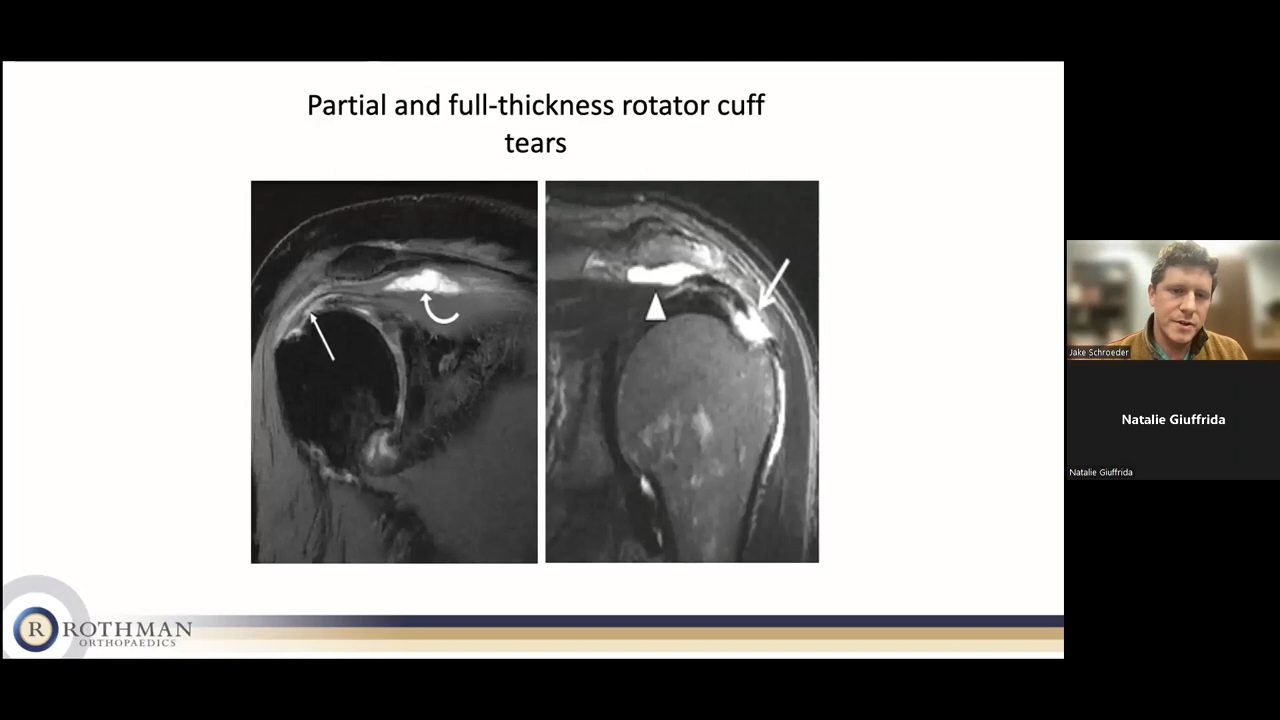 Partial and full-thickness rotator cuff
tears
R ROTHMAN
ORTHOPAEDICS
Jake Schroeder
Natalie Giuffrida
Natalie Giuffrida